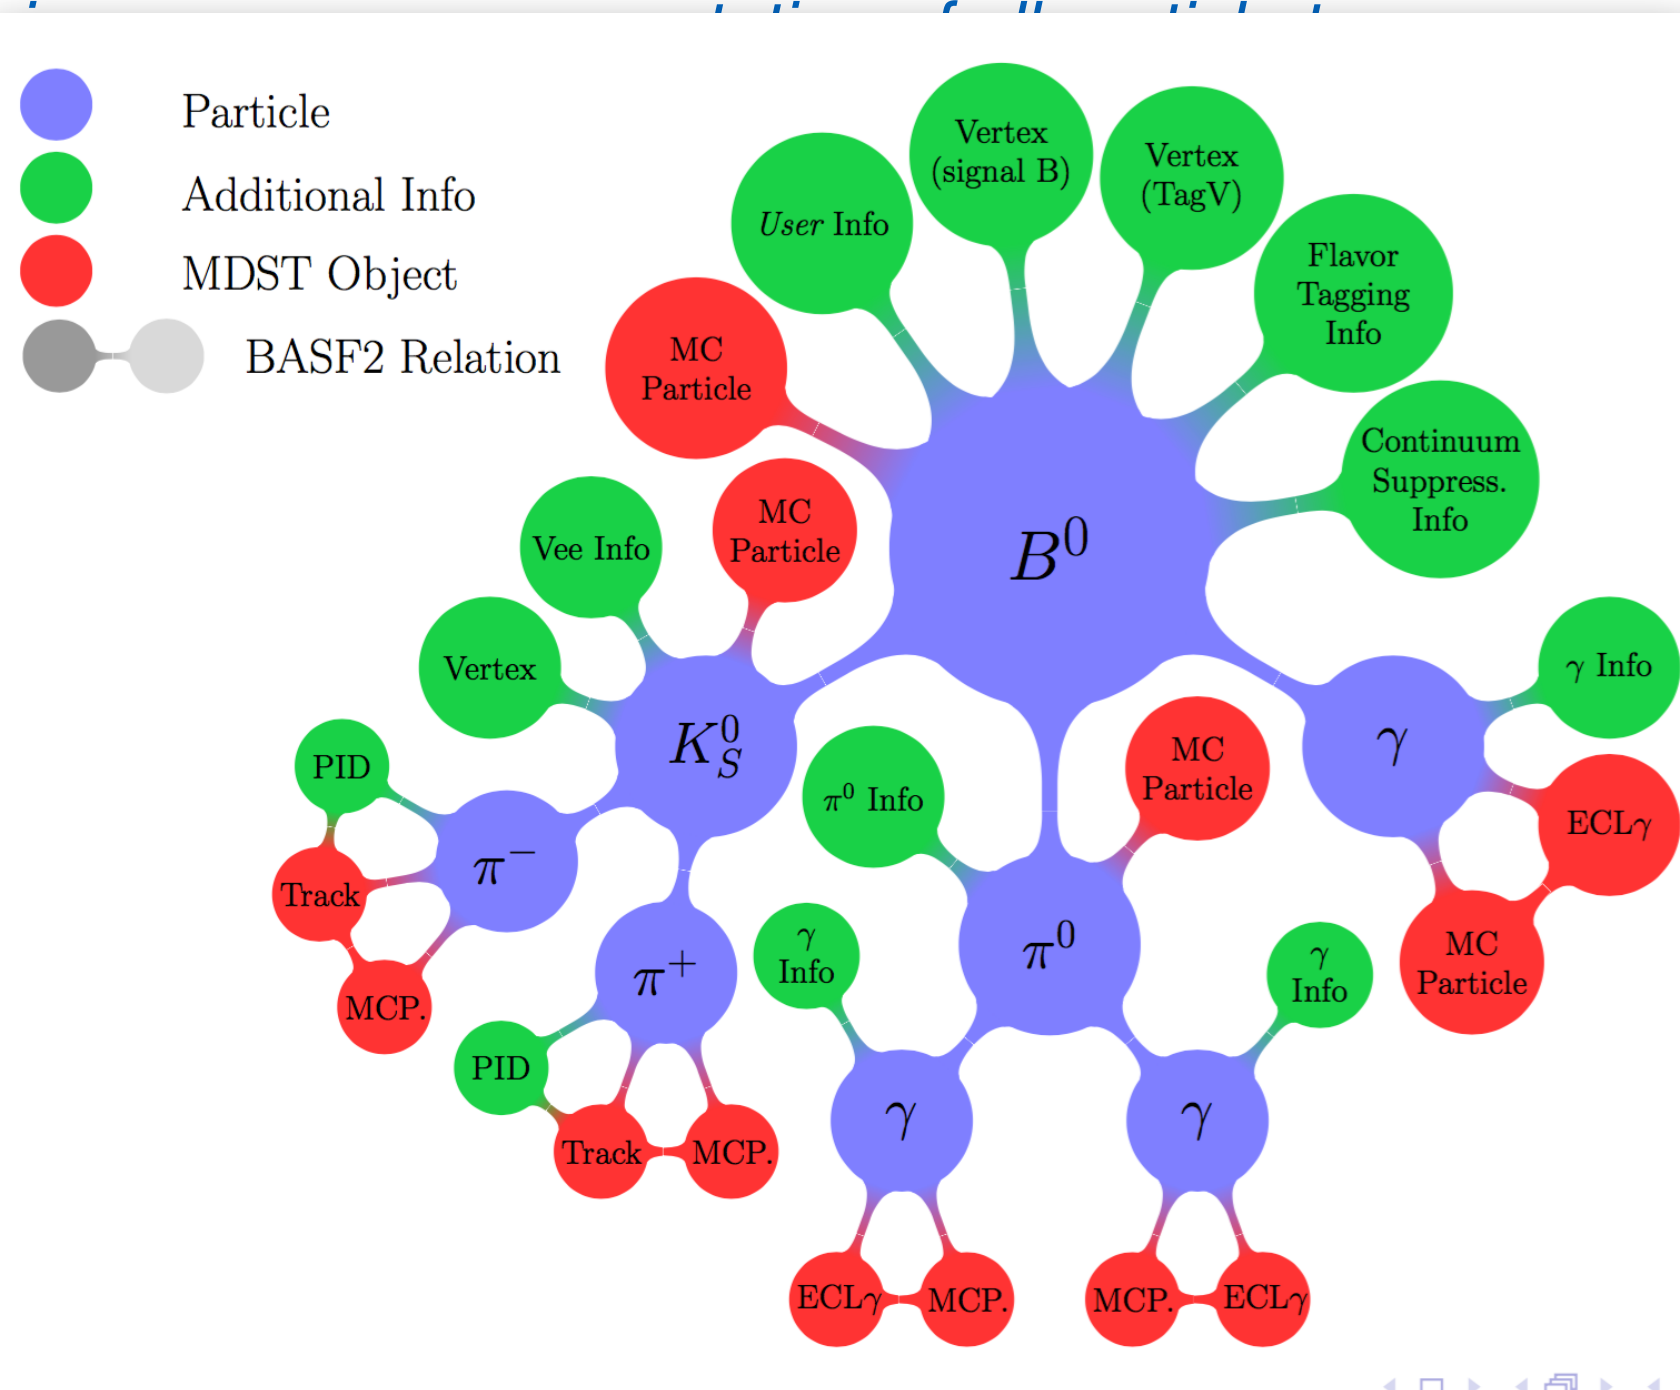 Particle
Additional Info
MDST Object
BASF2 Relation
Vertex
(signal B)
Vertex
(TagV)
User Info
Flavor
Tagging
Info
MC
Particle
Continuum
Suppress.
Info
B⁰
MC
Particle
Vee Info
Vertex
K⁰_S
γ
γ Info
ECLγ
MC
Particle
PID
π⁻
Track
MCP.
π⁺
PID
Track
MCP.
π⁰ Info
MC
Particle
π⁰
γ
Info
γ
Info
γ
γ
ECLγ
MCP.
MCP.
ECLγ